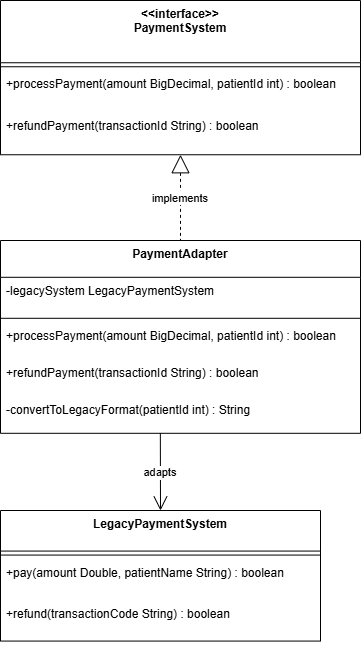 <<interface>>
PaymentSystem
+processPayment(amount BigDecimal, patientId int) : boolean
+refundPayment(transactionId String) : boolean
implements
PaymentAdapter
-legacySystem LegacyPaymentSystem
+processPayment(amount BigDecimal, patientId int) : boolean
+refundPayment(transactionId String) : boolean
-convertToLegacyFormat(patientId int) : String
adapts
LegacyPaymentSystem
+pay(amount Double, patientName String) : boolean
+refund(transactionCode String) : boolean